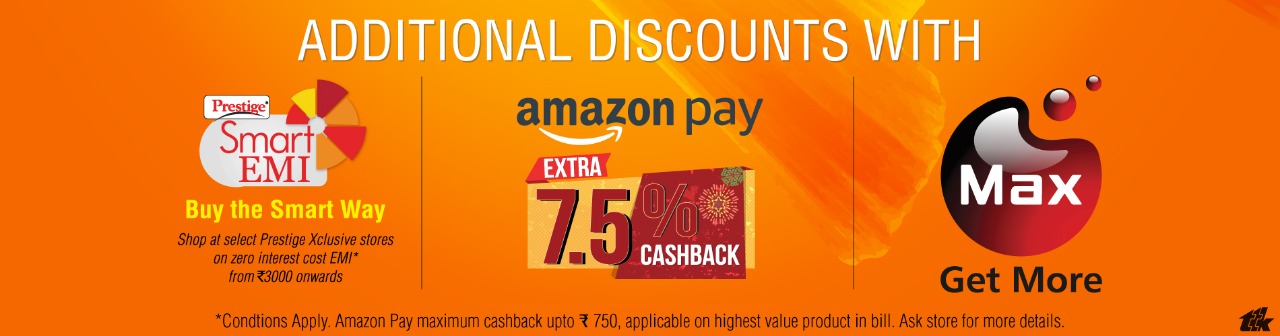 ADDITIONAL DISCOUNTS WITH
Prestige
Smart
EMI
Buy the Smart Way
Shop at select Prestige Xclusive stores
on zero interest cost EMI*
from ₹3000 onwards
amazon pay
EXTRA
7.5%
CASHBACK
Max
Get More
*Condtions Apply. Amazon Pay maximum cashback upto ₹ 750, applicable on highest value product in bill. Ask store for more details.